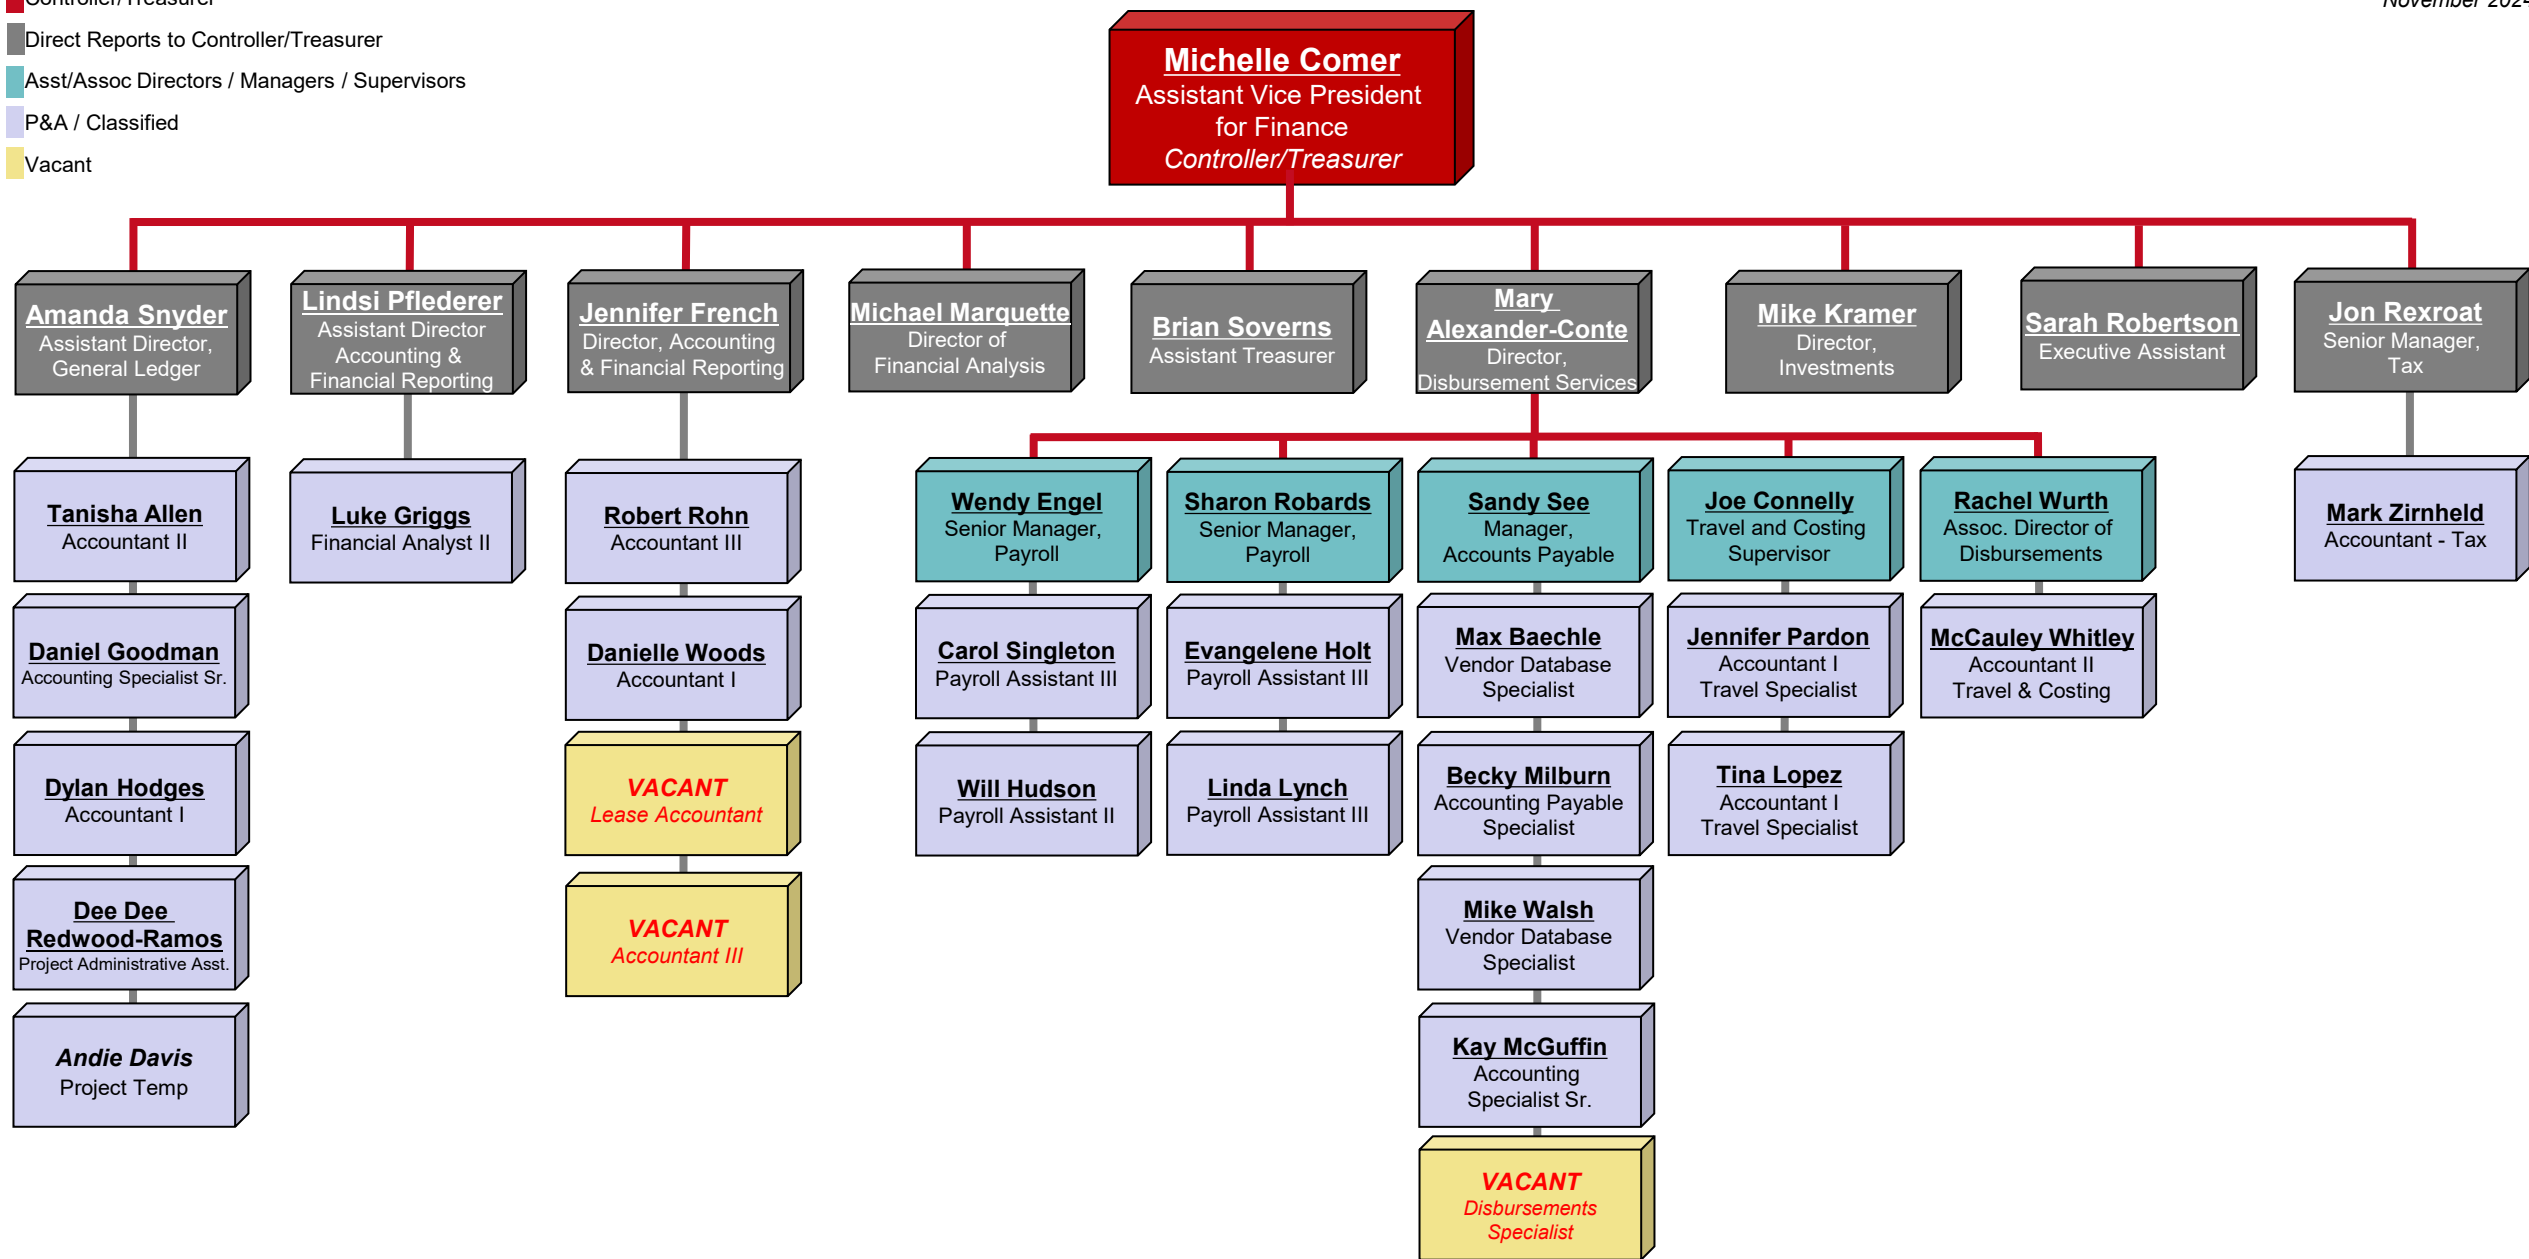 Controller/Treasurer
November 2024
Direct Reports to Controller/Treasurer
Asst/Assoc Directors / Managers / Supervisors
P&A / Classified
Vacant
Michelle Comer
Assistant Vice President
for Finance
Controller/Treasurer
Amanda Snyder
Assistant Director,
General Ledger
Lindsi Pflederer
Assistant Director
Accounting &
Financial Reporting
Jennifer French
Director, Accounting
& Financial Reporting
Michael Marquette
Director of
Financial Analysis
Brian Soverns
Assistant Treasurer
Mary
Alexander-Conte
Director,
Disbursement Services
Mike Kramer
Director,
Investments
Sarah Robertson
Executive Assistant
Jon Rexroat
Senior Manager,
Tax
Tanisha Allen
Accountant II
Luke Griggs
Financial Analyst II
Robert Rohn
Accountant III
Wendy Engel
Senior Manager,
Payroll
Sharon Robards
Senior Manager,
Payroll
Sandy See
Manager,
Accounts Payable
Joe Connelly
Travel and Costing
Supervisor
Rachel Wurth
Assoc. Director of
Disbursements
Mark Zirnheld
Accountant - Tax
Daniel Goodman
Accounting Specialist Sr.
Danielle Woods
Accountant I
Carol Singleton
Payroll Assistant III
Evangelene Holt
Payroll Assistant III
Max Baechle
Vendor Database
Specialist
Jennifer Pardon
Accountant I
Travel Specialist
McCauley Whitley
Accountant II
Travel & Costing
Dylan Hodges
Accountant I
VACANT
Lease Accountant
Will Hudson
Payroll Assistant II
Linda Lynch
Payroll Assistant III
Becky Milburn
Accounting Payable
Specialist
Tina Lopez
Accountant I
Travel Specialist
Dee Dee
Redwood-Ramos
Project Administrative Asst.
VACANT
Accountant III
Mike Walsh
Vendor Database
Specialist
Andie Davis
Project Temp
Kay McGuffin
Accounting
Specialist Sr.
VACANT
Disbursements
Specialist